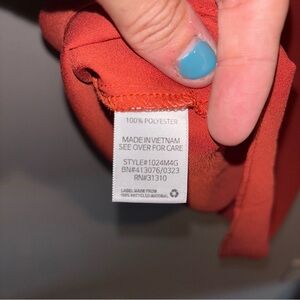 100% POLYESTER
MADE IN VIETNAM
SEE OVER FOR CARE
STYLE#1024M4G
BN#413076/0323
RN#31310
LABEL MADE FROM
100% RECYCLED MATERIAL